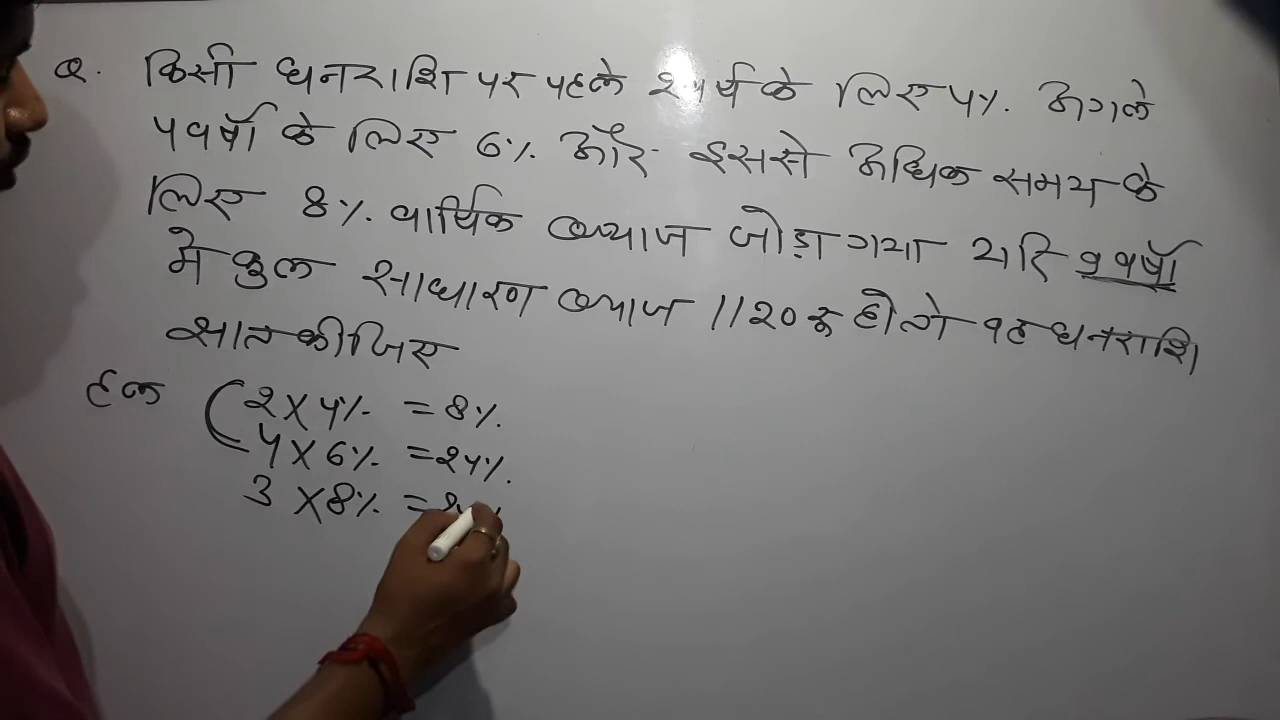 Q. किसी धनराशि पर पहले 2 वर्ष के लिए 4% अगले
4 वर्षो के लिए 6% और इससे अधिक समय के
लिए 8% वार्षिक ब्याज जोड़ा गया यदि 9 वर्षो
मे कुल साधारण ब्याज 1120 रु हो तो वह धनराशि
ज्ञात कीजिए
हल (2 X 4% = 8%
4 X 6% = 24%
3 X 8% =